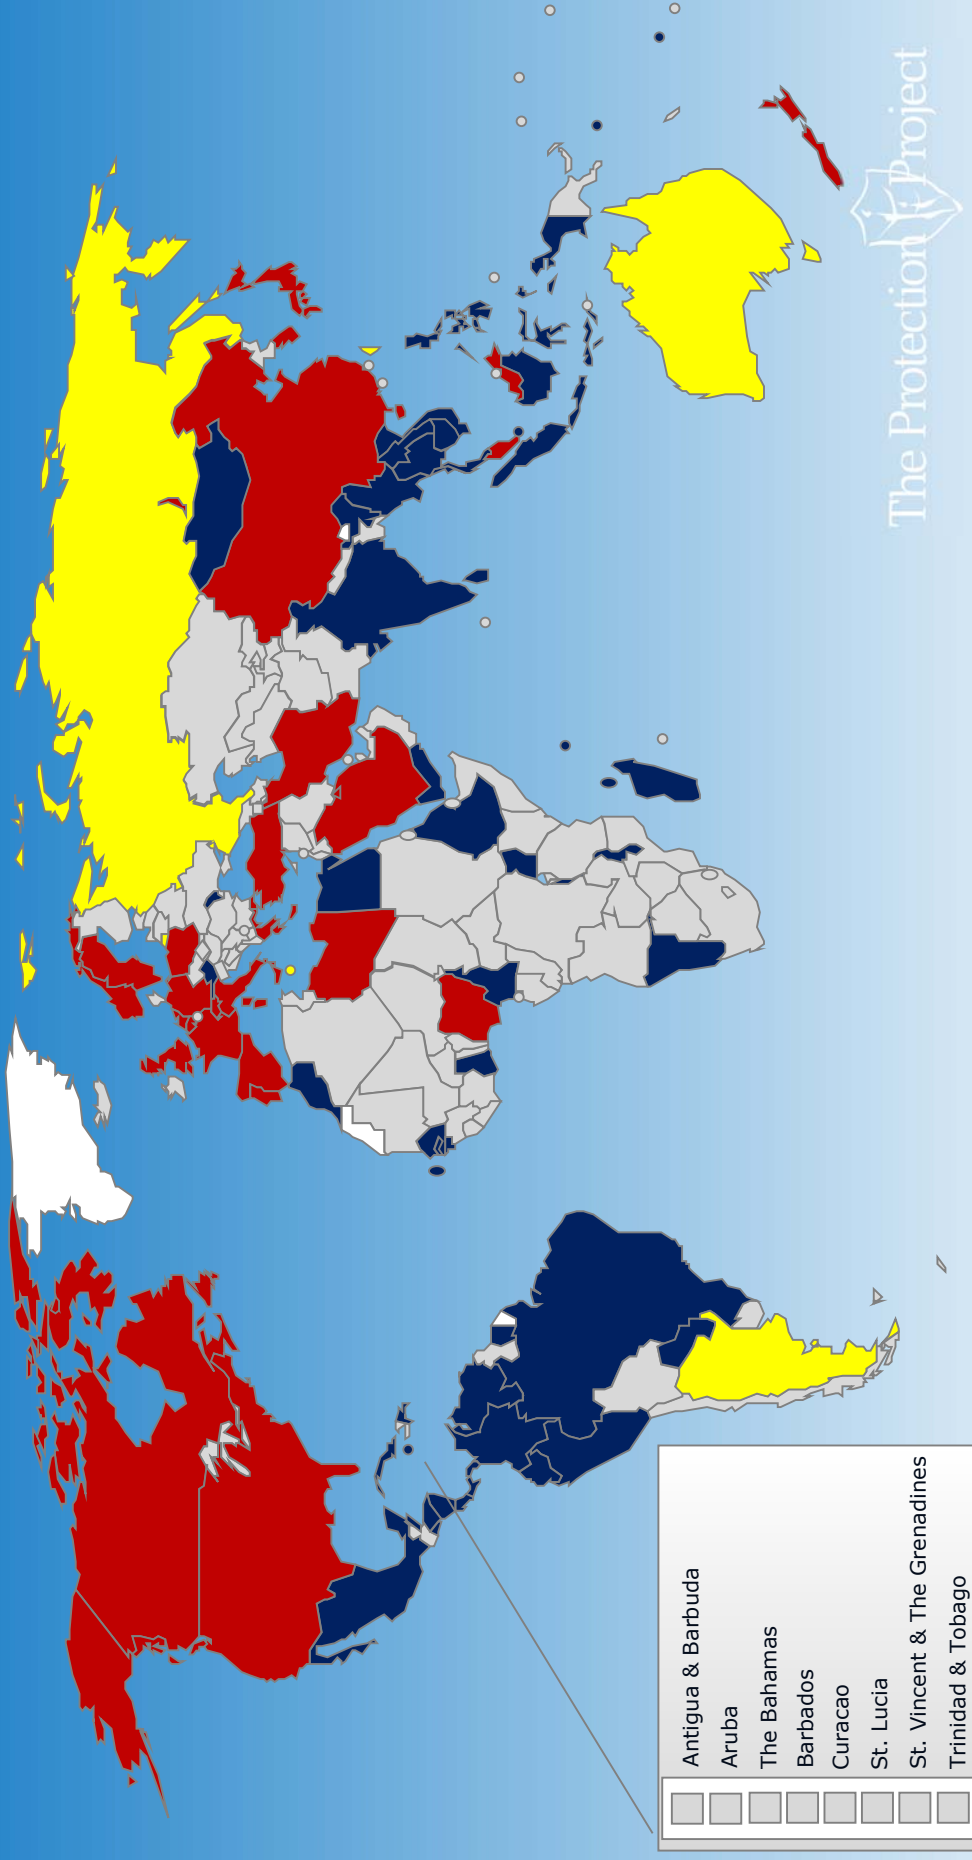 The Protection Project
Antigua & Barbuda
Aruba
The Bahamas
Barbados
Curacao
St. Lucia
St. Vincent & The Grenadines
Trinidad & Tobago